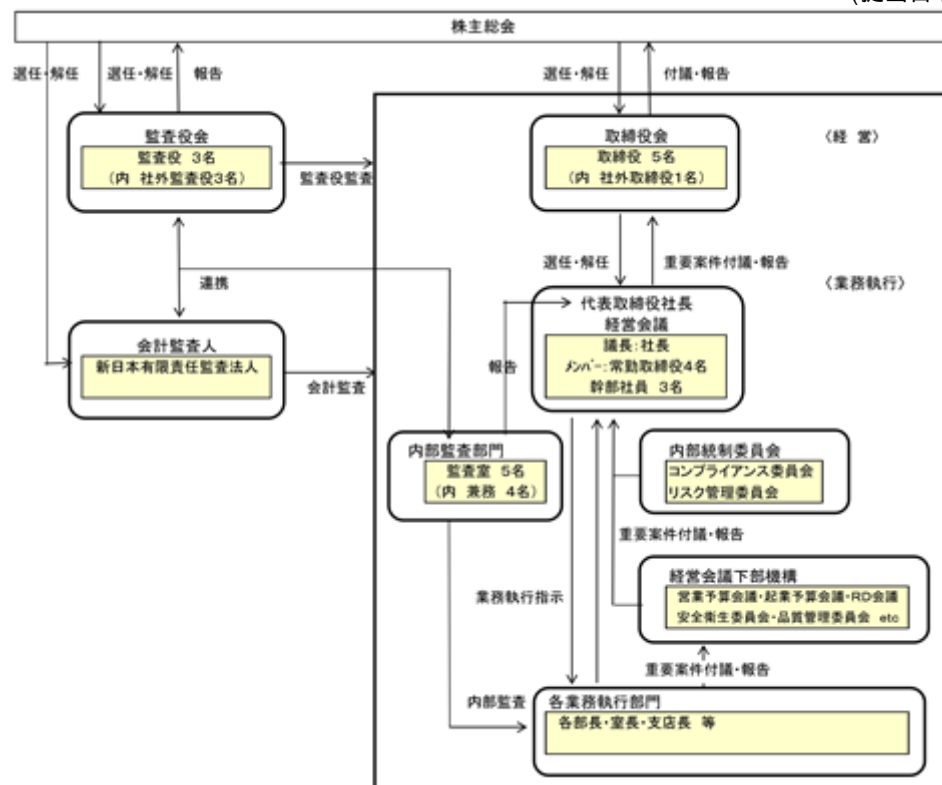 株主総会
選任・解任
選任・解任
報告
選任・解任
付議・報告
監査役会
監査役 3名
(内 社外監査役3名)
監査役監査
取締役会
取締役 5名
(内 社外取締役1名)
〈経 営〉
選任・解任
重要案件付議・報告
〈業務執行〉
連携
代表取締役社長
経営会議
議長:社長
ﾒﾝﾊﾞｰ:常勤取締役4名
幹部社員 3名
会計監査人
新日本有限責任監査法人
会計監査
報告
内部監査部門
監査室 5名
(内 兼務 4名)
内部統制委員会
コンプライアンス委員会
リスク管理委員会
重要案件付議・報告
経営会議下部機構
営業予算会議・起業予算会議・RD会議
安全衛生委員会・品質管理委員会 etc
業務執行指示
重要案件付議・報告
内部監査
各業務執行部門
各部長・室長・支店長 等